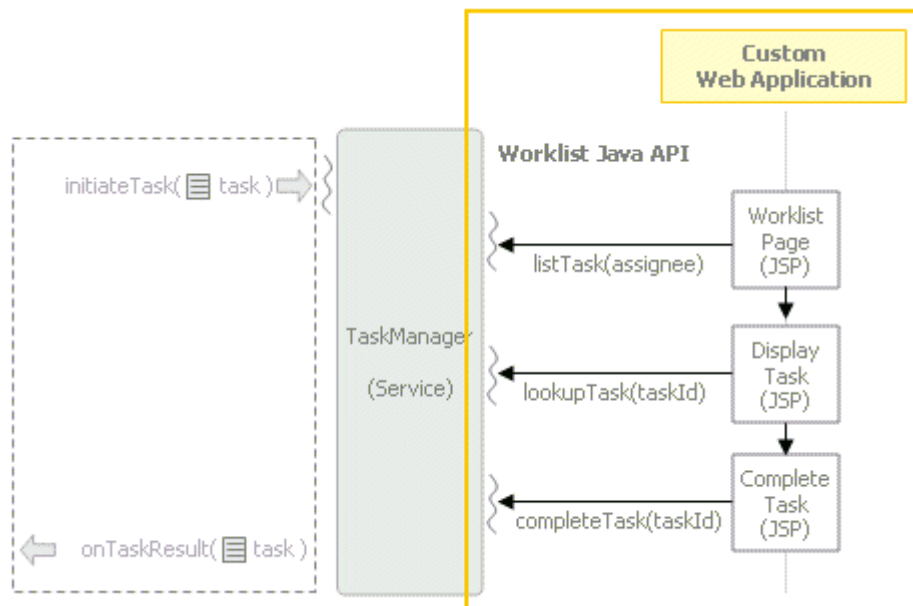 Custom
Web Application
Worklist Java API
initiateTask( task )
Worklist
Page
(JSP)
listTask(assignee)
TaskManager
(Service)
Display
Task
(JSP)
lookupTask(taskId)
Complete
Task
(JSP)
completeTask(taskId)
onTaskResult( task )